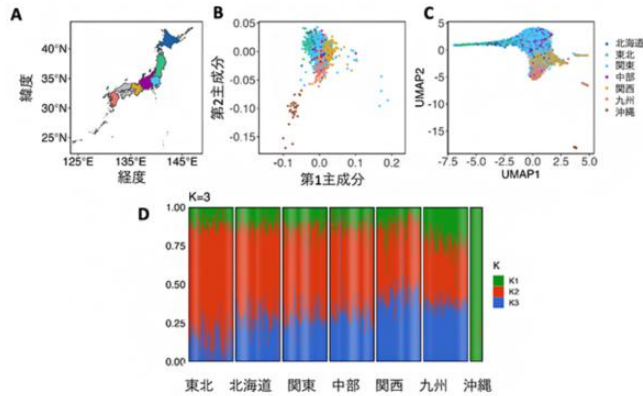 A
緯度
40°N
35°N
30°N
25°N
125°E
135°E
145°E
経度
B
第2主成分
0.05
0.00
-0.05
-0.10
-0.15
-0.1
0.0
0.1
0.2
第1主成分
C
UMAP2
5
0
-5
-10
-15
-7.5
-5.0
-2.5
0.0
2.5
5.0
UMAP1
北海道
東北
関東
中部
関西
九州
沖縄
D
K=3
1.00
0.75
0.50
0.25
0.00
東北 北海道 関東 中部 関西 九州 沖縄
K
K1
K2
K3